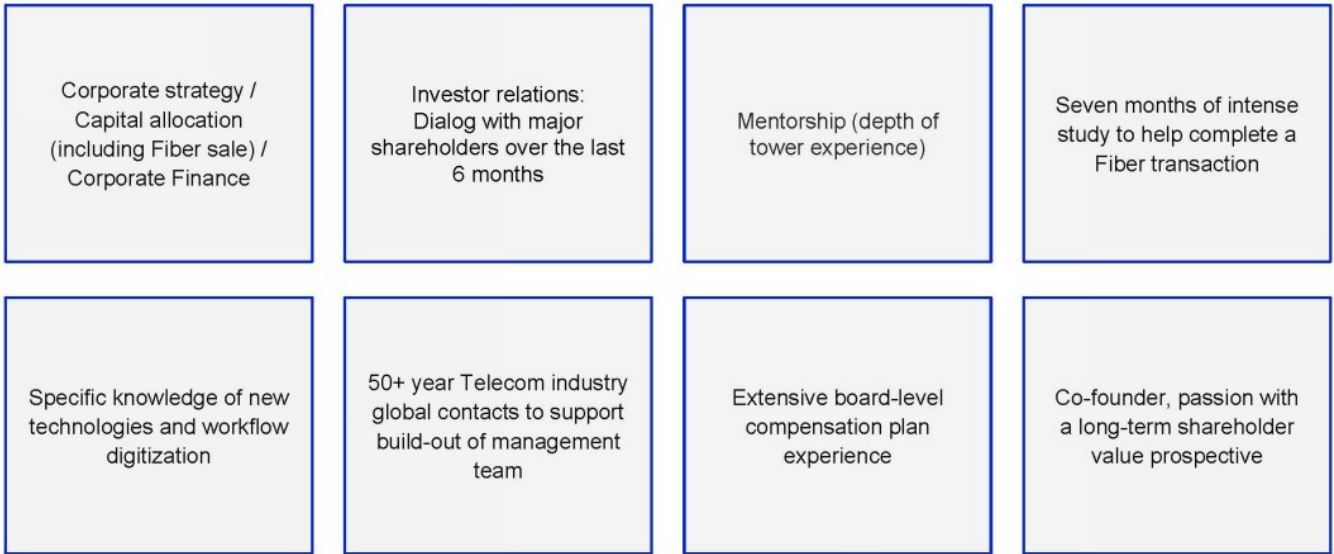 Corporate strategy /
Capital allocation
(including Fiber sale) /
Corporate Finance
Investor relations:
Dialog with major
shareholders over the last
6 months
Mentorship (depth of
tower experience)
Seven months of intense
study to help complete a
Fiber transaction
Specific knowledge of new
technologies and workflow
digitization
50+ year Telecom industry
global contacts to support
build-out of management
team
Extensive board-level
compensation plan
experience
Co-founder, passion with
a long-term shareholder
value prospective